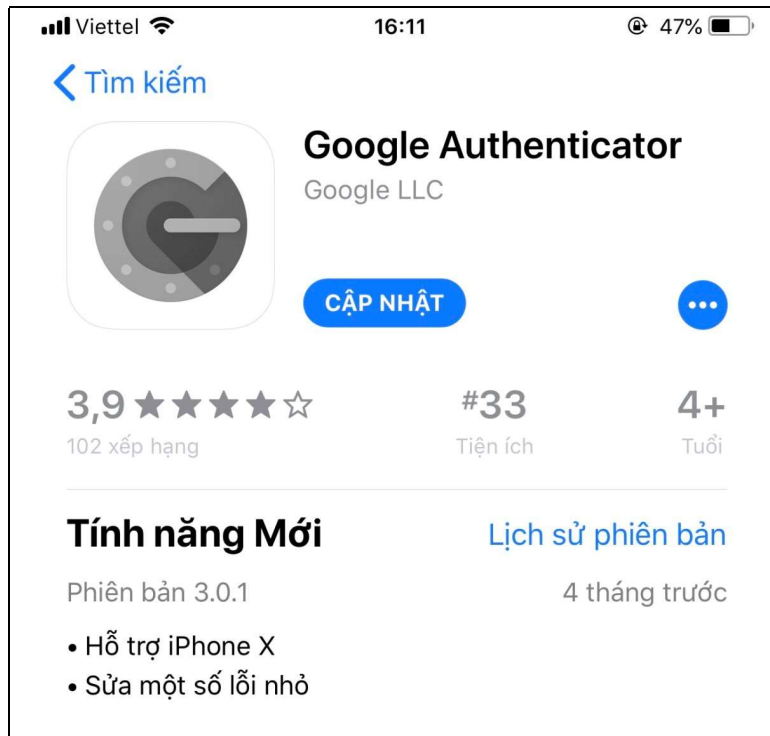 Viettel 16:11 47%
Tìm kiếm
Google Authenticator
Google LLC
CẬP NHẬT
3,9 #33 4+
102 xếp hạng Tiện ích Tuổi
Tính năng Mới Lịch sử phiên bản
Phiên bản 3.0.1 4 tháng trước
• Hỗ trợ iPhone X
• Sửa một số lỗi nhỏ